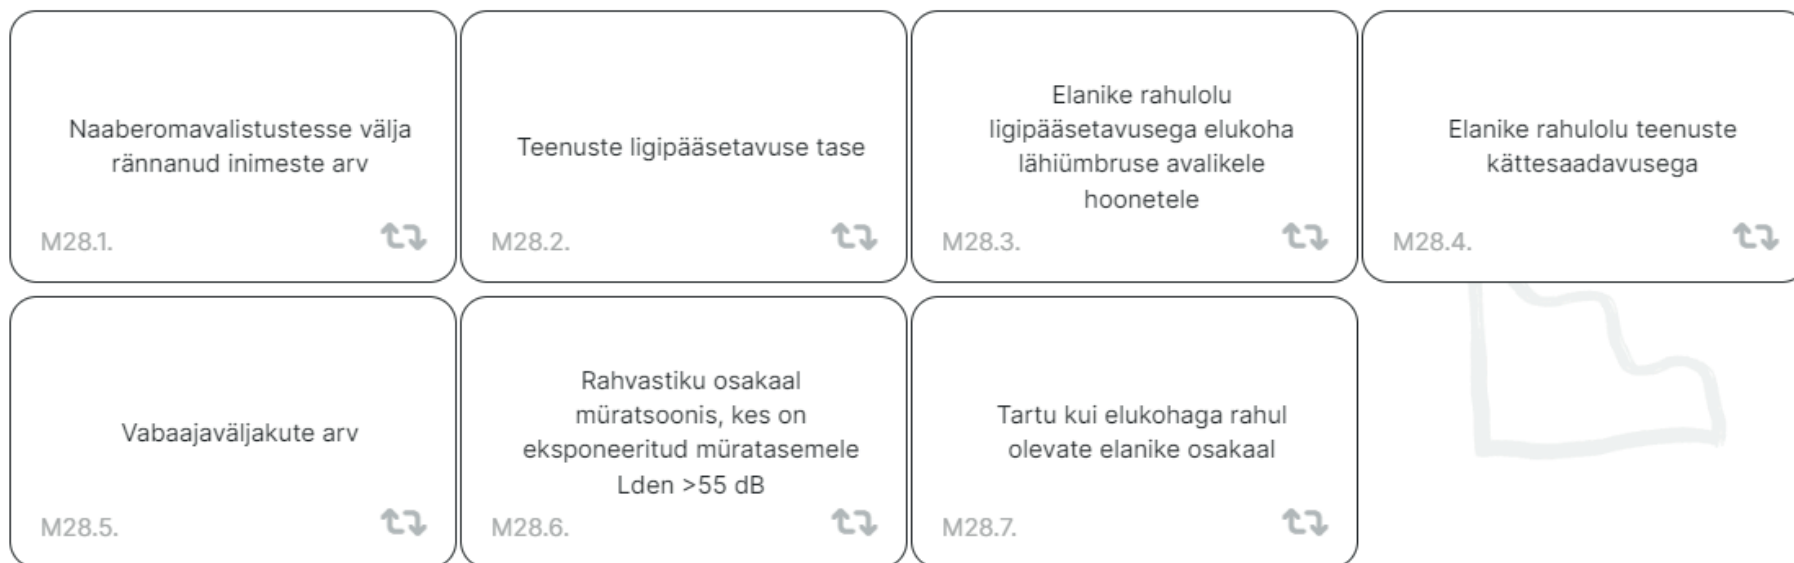 Naaberomavalistustesse välja
rännanud inimeste arv
M28.1.
Teenuste ligipääsetavuse tase
M28.2.
Elanike rahulolu
ligipääsetavusega elukoha
lähiümbruse avalikele
hoonetele
M28.3.
Elanike rahulolu teenuste
kättesaadavusega
M28.4.
Vabaajaväljakute arv
M28.5.
Rahvastiku osakaal
müratsoonis, kes on
eksponeeritud müratasemele
Lden >55 dB
M28.6.
Tartu kui elukohaga rahul
olevate elanike osakaal
M28.7.